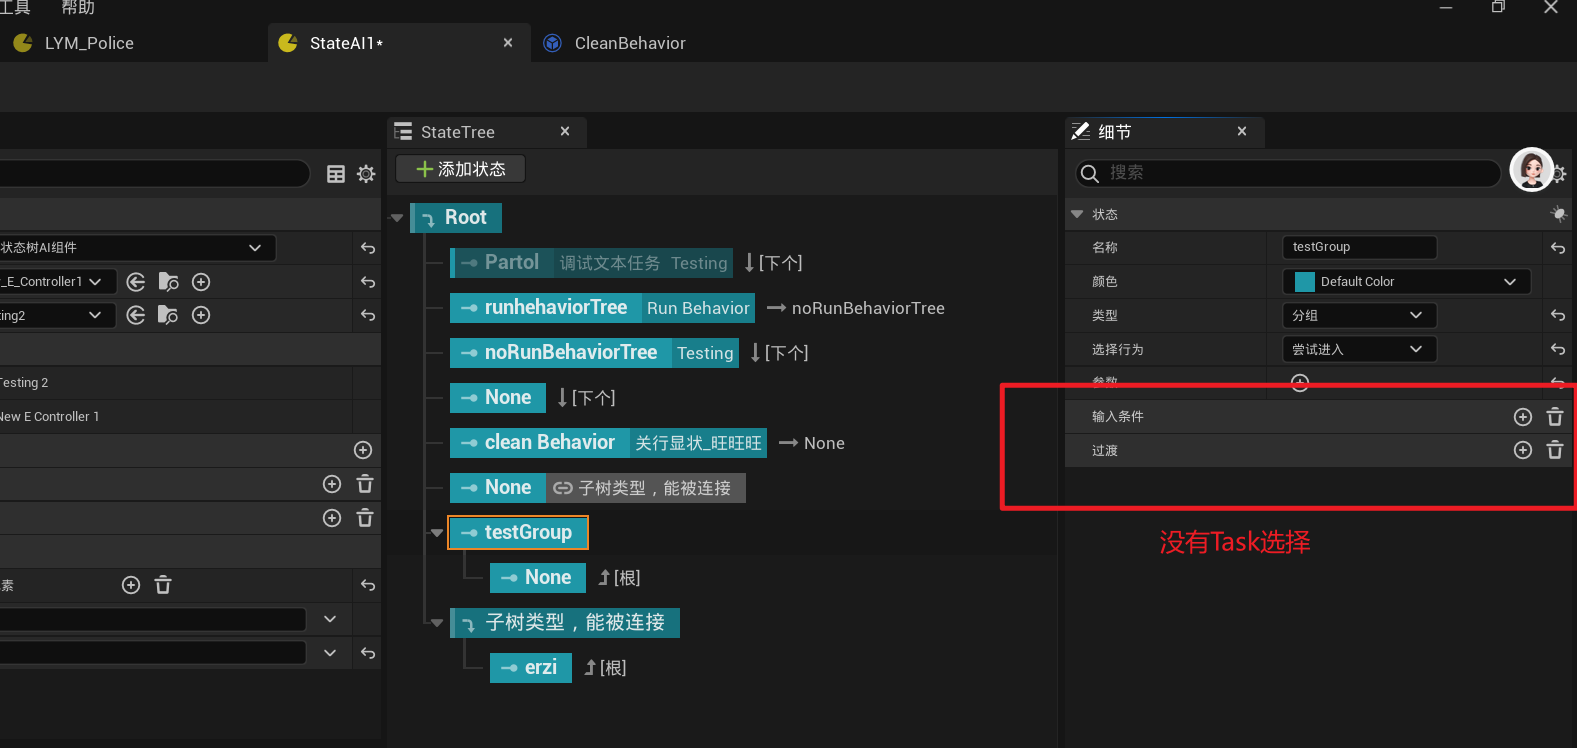 工具 帮助
LYM_Police
StateAI1*
CleanBehavior
StateTree
细节
添加状态
搜索
Root
状态
状态树AI组件
名称
testGroup
Partol 调试文本任务 Testing [下个]
_E_Controller1
颜色
Default Color
runhehaviorTree Run Behavior noRunBehaviorTree
ting2
类型
分组
noRunBehaviorTree Testing [下个]
选择行为
尝试进入
Testing 2
参数
None [下个]
New E Controller 1
输入条件
clean Behavior 关行显状_旺旺旺 None
过渡
None 子树类型，能被连接
testGroup
没有Task选择
None [根]
素
子树类型，能被连接
erzi [根]